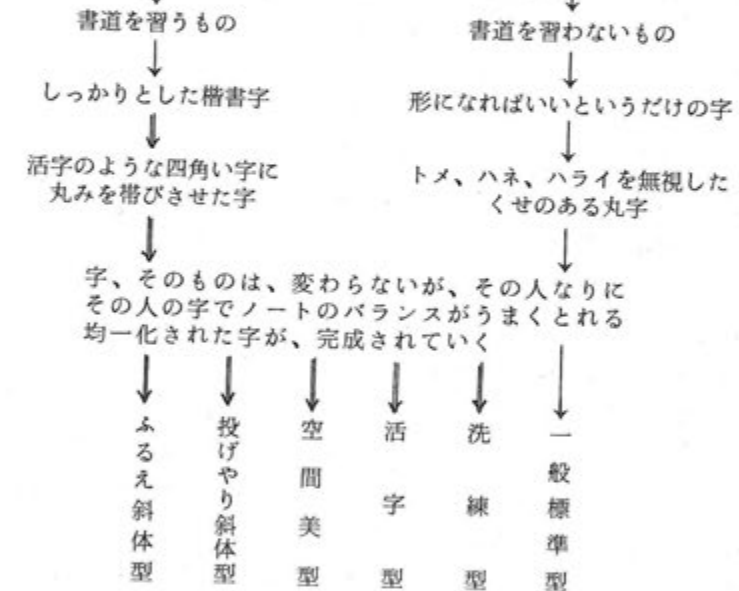 書道を習うもの
しっかりとした楷書字
活字のような四角い字に
丸みを帯びさせた字
書道を習わないもの
形になればいいというだけの字
トメ、ハネ、ハライを無視した
くせのある丸字
字、そのものは、変わらないが、その人なりに
その人の字でノートのバランスがうまくとれる
均一化された字が、完成されていく
ふるえ斜体型
投げやり斜体型
空間美型
活字型
洗練型
一般標準型